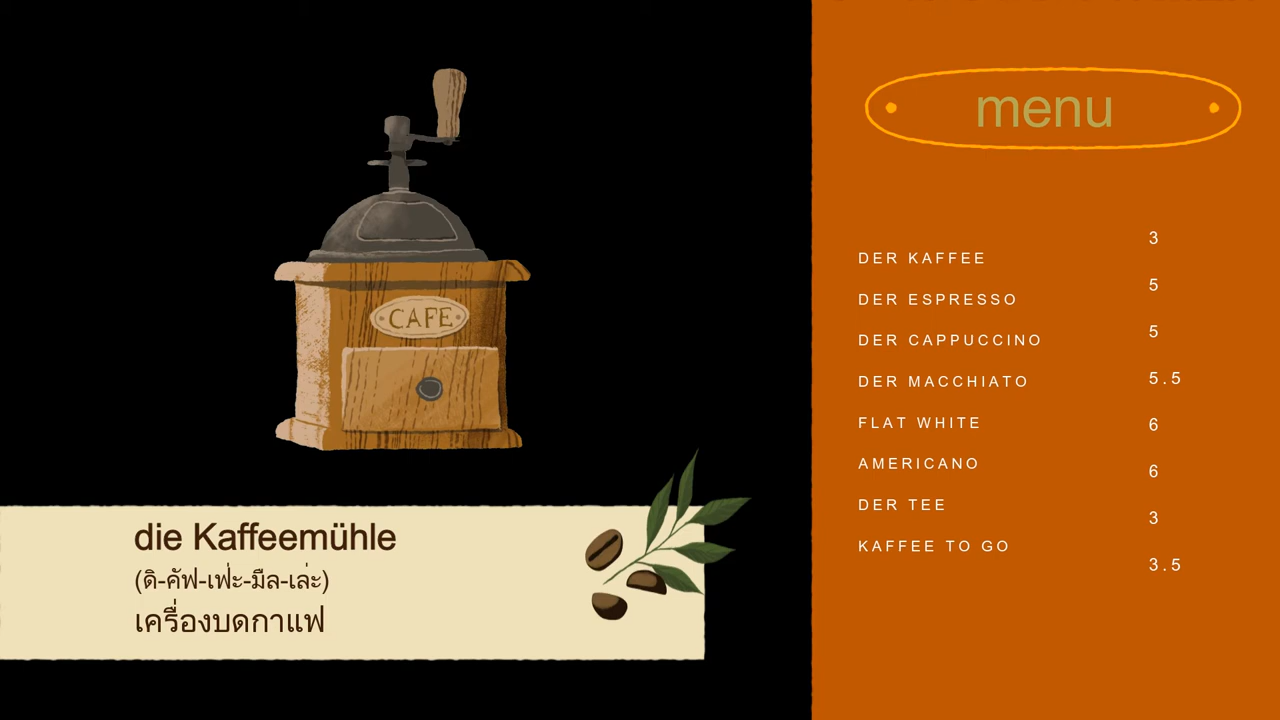 CAFE
die Kaffeemühle
(ดิ-คัฟ-เฟ่ะ-มืล-เล่ะ)
เครื่องบดกาแฟ
menu
DER KAFFEE 3
DER ESPRESSO 5
DER CAPPUCCINO 5
DER MACCHIATO 5.5
FLAT WHITE 6
AMERICANO 6
DER TEE 3
KAFFEE TO GO 3.5